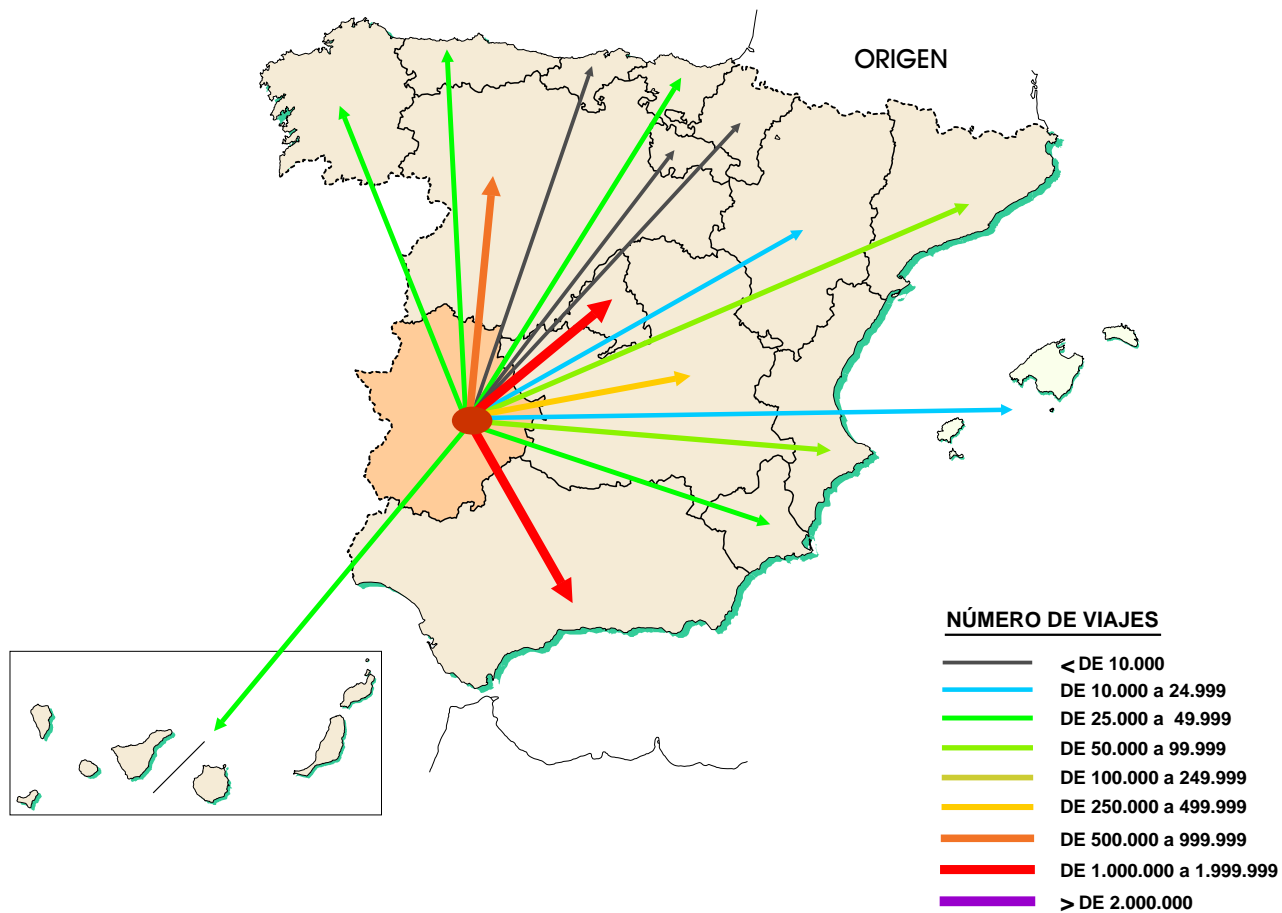 ORIGEN
NÚMERO DE VIAJES
< DE 10.000
DE 10.000 a 24.999
DE 25.000 a 49.999
DE 50.000 a 99.999
DE 100.000 a 249.999
DE 250.000 a 499.999
DE 500.000 a 999.999
DE 1.000.000 a 1.999.999
> DE 2.000.000